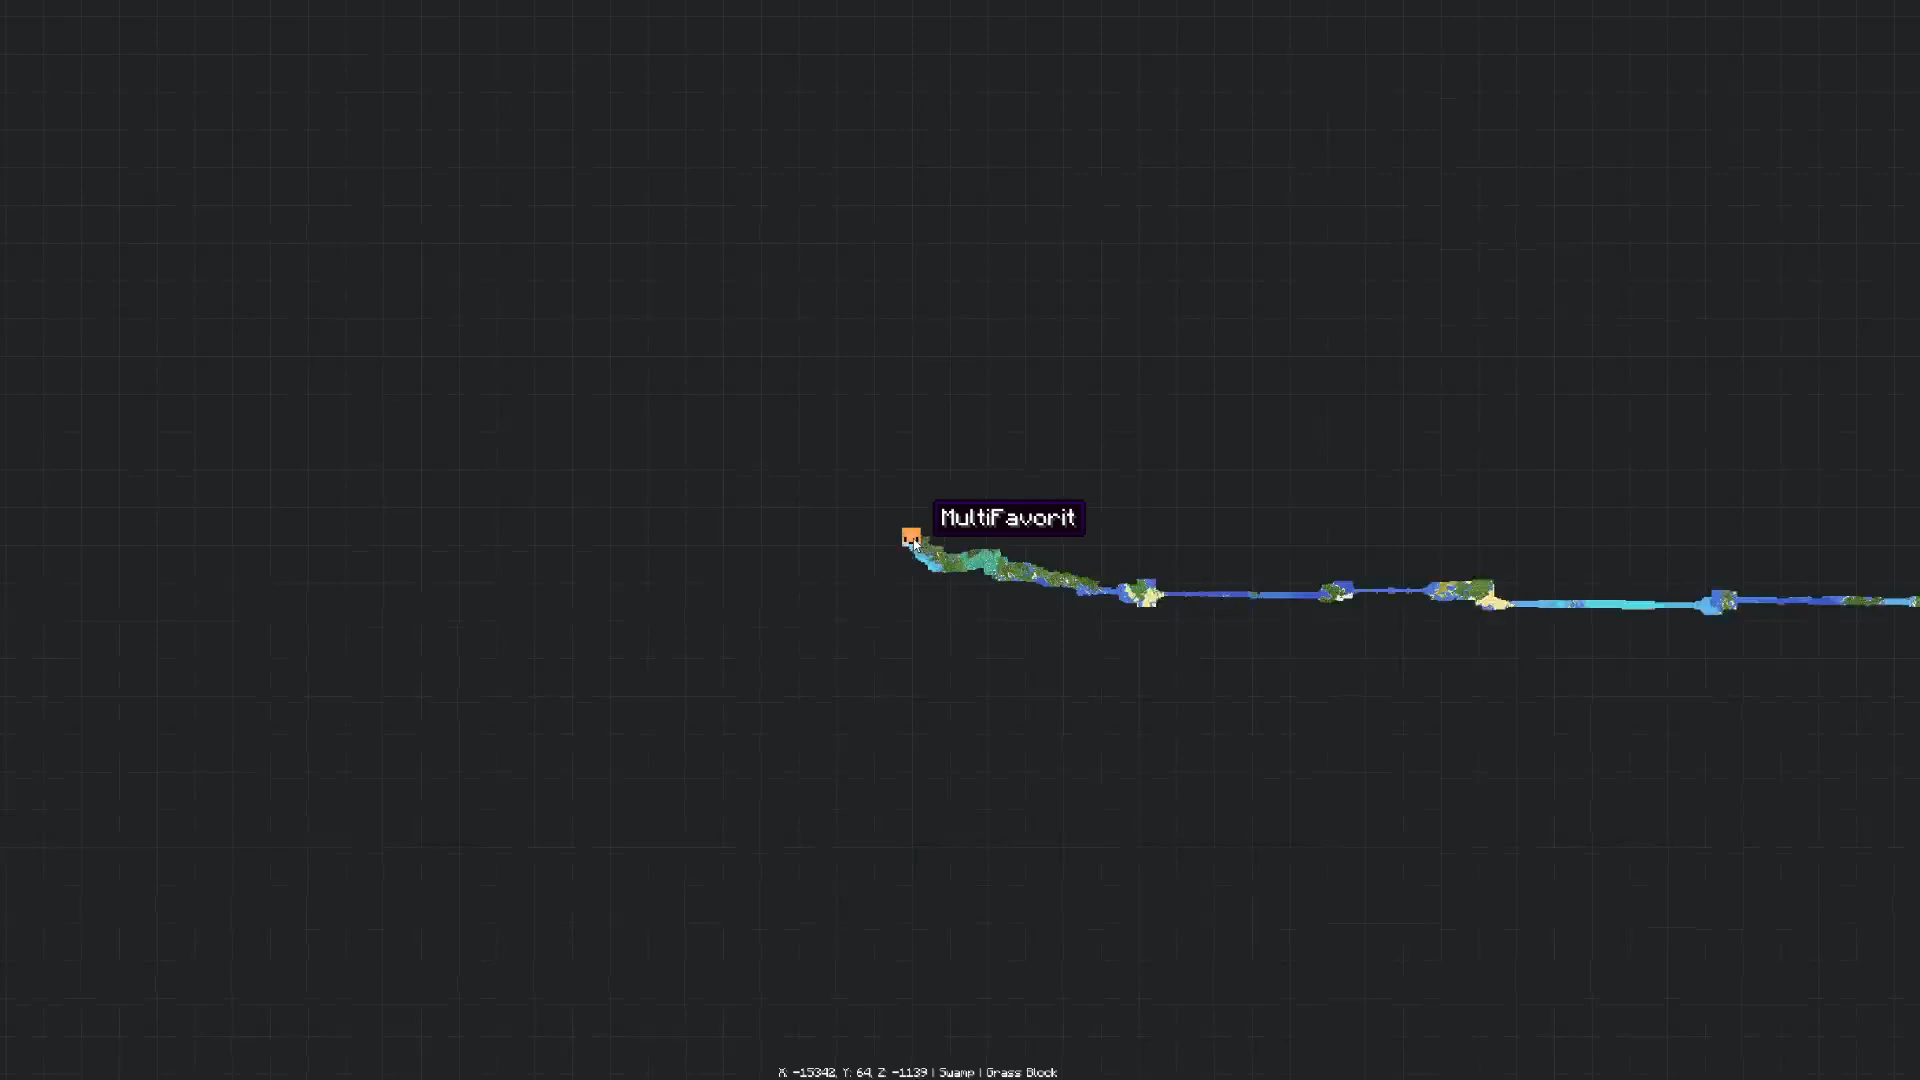 MultiFavorit
X: -15342, Y: 64, Z: -1139 | Swamp | Grass Block